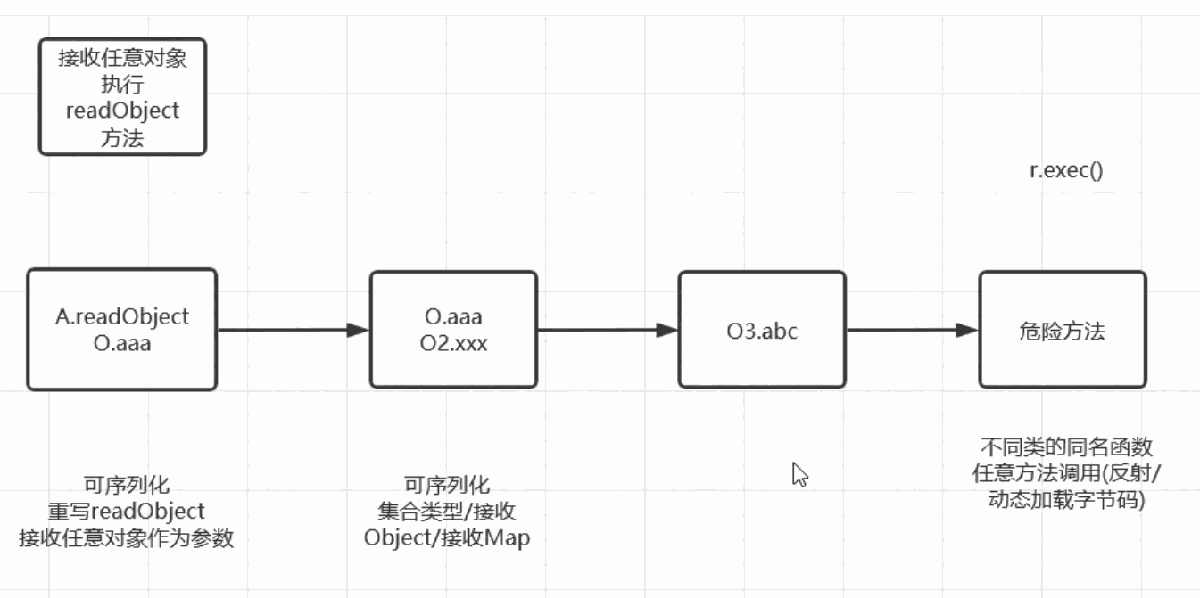 接收任意对象
执行
readObject
方法
r.exec()
A.readObject
O.aaa
O.aaa
O2.xxx
O3.abc
危险方法
可序列化
重写readObject
接收任意对象作为参数
可序列化
集合类型/接收
Object/接收Map
不同类的同名函数
任意方法调用(反射/
动态加载字节码)